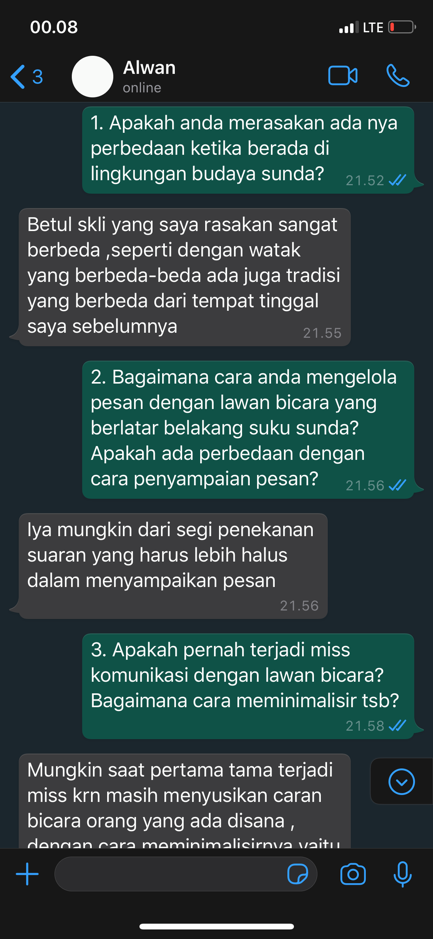 00.08
LTE
3
Alwan
online
1. Apakah anda merasakan ada nya
perbedaan ketika berada di
lingkungan budaya sunda?
21.52
Betul skli yang saya rasakan sangat
berbeda ,seperti dengan watak
yang berbeda-beda ada juga tradisi
yang berbeda dari tempat tinggal
saya sebelumnya
21.55
2. Bagaimana cara anda mengelola
pesan dengan lawan bicara yang
berlatar belakang suku sunda?
Apakah ada perbedaan dengan
cara penyampaian pesan?
21.56
Iya mungkin dari segi penekanan
suaran yang harus lebih halus
dalam menyampaikan pesan
21.56
3. Apakah pernah terjadi miss
komunikasi dengan lawan bicara?
Bagaimana cara meminimalisir tsb?
21.58
Mungkin saat pertama tama terjadi
miss krn masih menyusikan caran
bicara orang yang ada disana ,
dengan cara meminimalisirnya yaitu